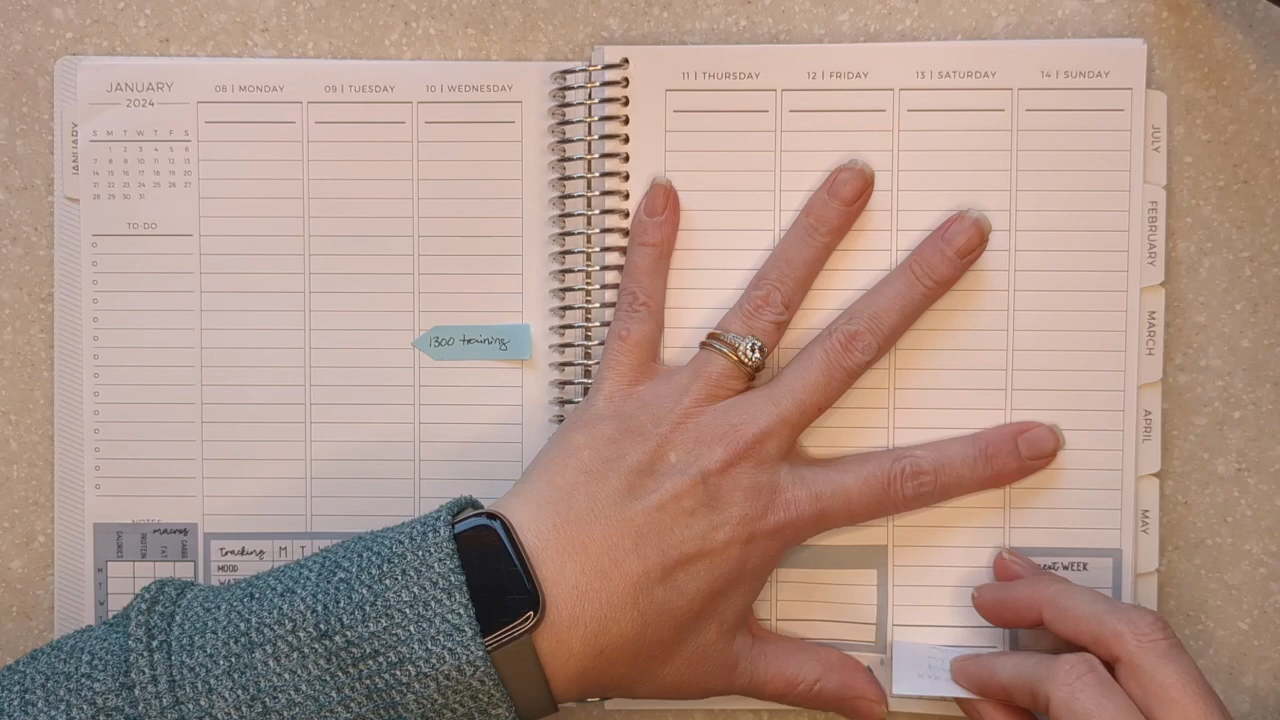 JANUARY
2024
S M T W T F S
1 2 3 4 5 6
7 8 9 10 11 12 13
14 15 16 17 18 19 20
21 22 23 24 25 26 27
28 29 30 31
TO-DO
NOTES
macros
CALORIES PROTEIN FAT CARBS
M
T
W
JANUARY
08 | MONDAY
09 | TUESDAY
10 | WEDNESDAY
1300 training
tracking M T
MOOD
11 | THURSDAY
12 | FRIDAY
13 | SATURDAY
14 | SUNDAY
next WEEK
JULY
FEBRUARY
MARCH
APRIL
MAY